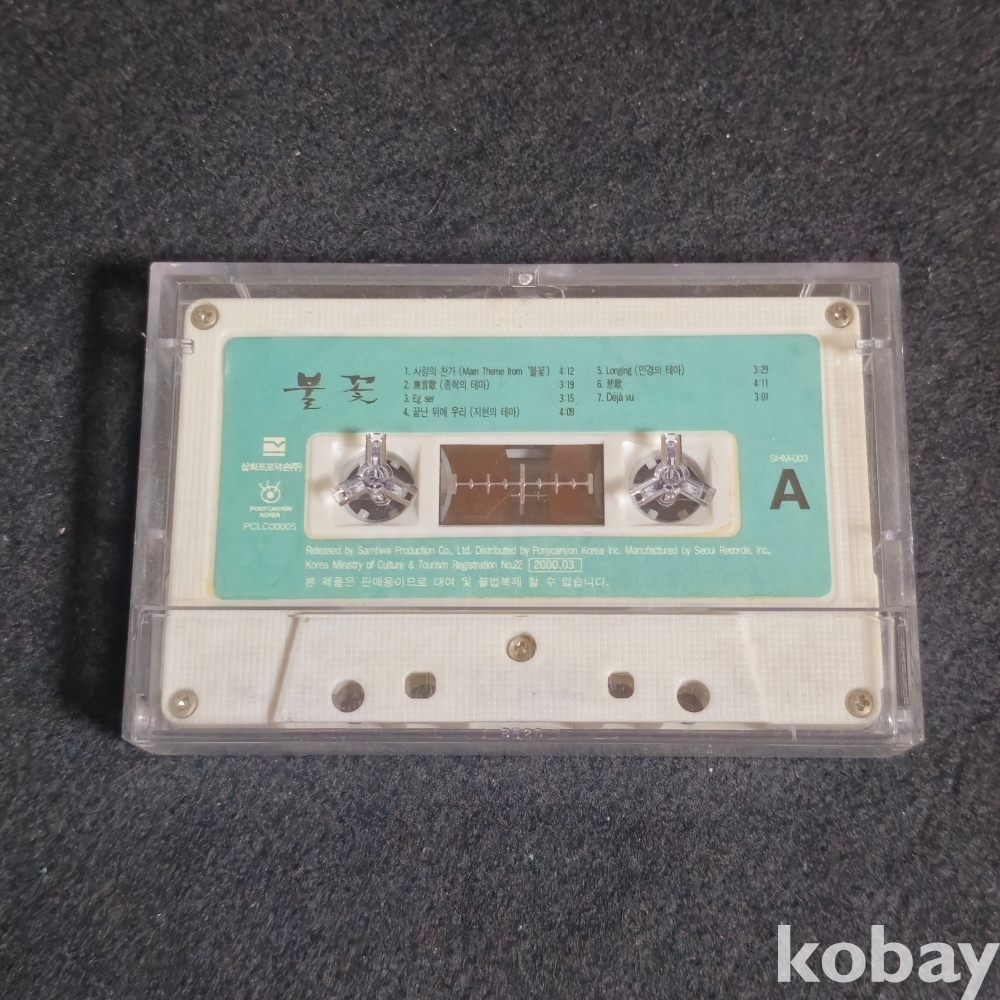 불꽃
1. 사랑의 찬가 (Main Theme from '불꽃') 4:12
2. 無言歌 (종혁의 테마) 3:19
3. Eg ser 3:15
4. 끝난 뒤에 우리 (지현의 테마) 4:09
5. Longing (민경의 테마) 3:29
6. 悲歌 4:11
7. Déjà vu 3:01
삼화프로덕션(주)
PONYCANYON
KOREA
PCLC00005
SHM-003
A
Released by Samhwa Production Co., Ltd. Distributed by Ponycanyon Korea Inc. Manufactured by Seoul Records, Inc.,
Korea Ministry of Culture & Tourism Registration No.22 2000.03
본 제품은 판매용이므로 대여 및 불법복제 할 수 없습니다.
kobay